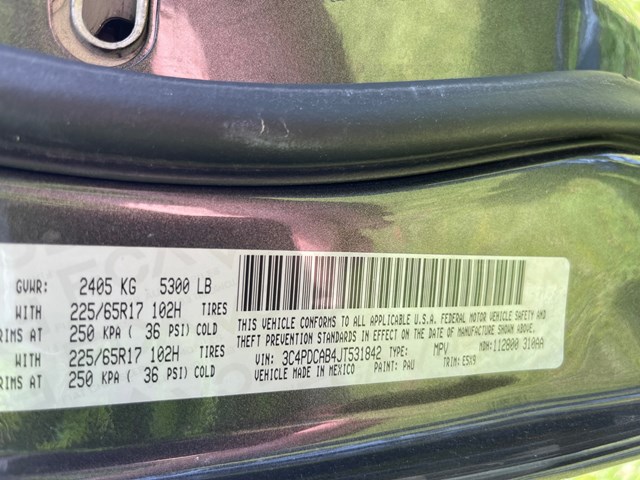 GVWR: 2405 KG 5300 LB
WITH 225/65R17 102H TIRES
RIMS AT 250 KPA ( 36 PSI) COLD
WITH 225/65R17 102H TIRES
RIMS AT 250 KPA ( 36 PSI) COLD
THIS VEHICLE CONFORMS TO ALL APPLICABLE U.S.A. FEDERAL MOTOR VEHICLE SAFETY AND
THEFT PREVENTION STANDARDS IN EFFECT ON THE DATE OF MANUFACTURE SHOWN ABOVE.
VIN: 3C4PDCAB4JT531842 TYPE: MPV MDH: 112800 310AA
VEHICLE MADE IN MEXICO PAINT: PAU TRIM: E5X9